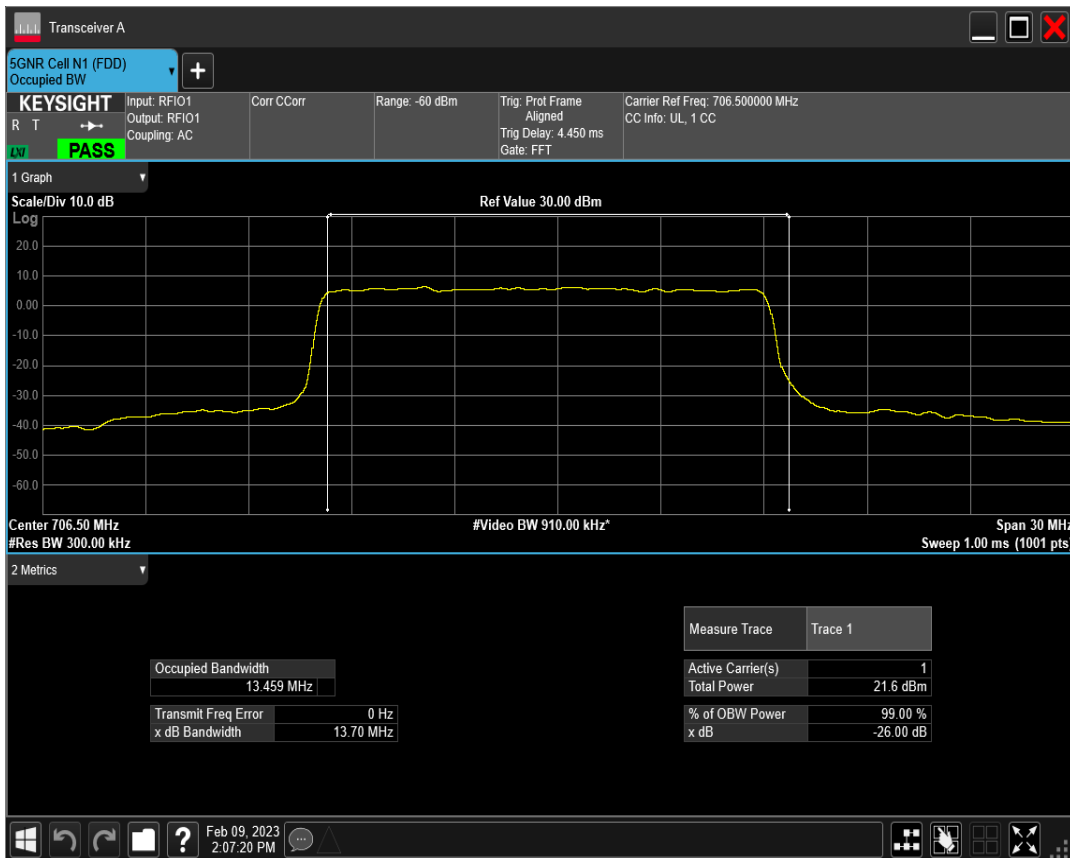 Transceiver A
5GNR Cell N1 (FDD)
Occupied BW
+
KEYSIGHT
R T
LXI
PASS
Input: RFIO1
Output: RFIO1
Coupling: AC
Corr CCorr
Range: -60 dBm
Trig: Prot Frame
Aligned
Trig Delay: 4.450 ms
Gate: FFT
Carrier Ref Freq: 706.500000 MHz
CC Info: UL, 1 CC
1 Graph
Scale/Div 10.0 dB
Ref Value 30.00 dBm
Log
20.0
10.0
0.00
-10.0
-20.0
-30.0
-40.0
-50.0
-60.0
Center 706.50 MHz
#Video BW 910.00 kHz*
Span 30 MHz
#Res BW 300.00 kHz
Sweep 1.00 ms (1001 pts)
2 Metrics
Measure Trace Trace 1
Occupied Bandwidth
13.459 MHz
Active Carrier(s) 1
Total Power 21.6 dBm
Transmit Freq Error 0 Hz
x dB Bandwidth 13.70 MHz
% of OBW Power 99.00 %
x dB -26.00 dB
?
Feb 09, 2023
2:07:20 PM